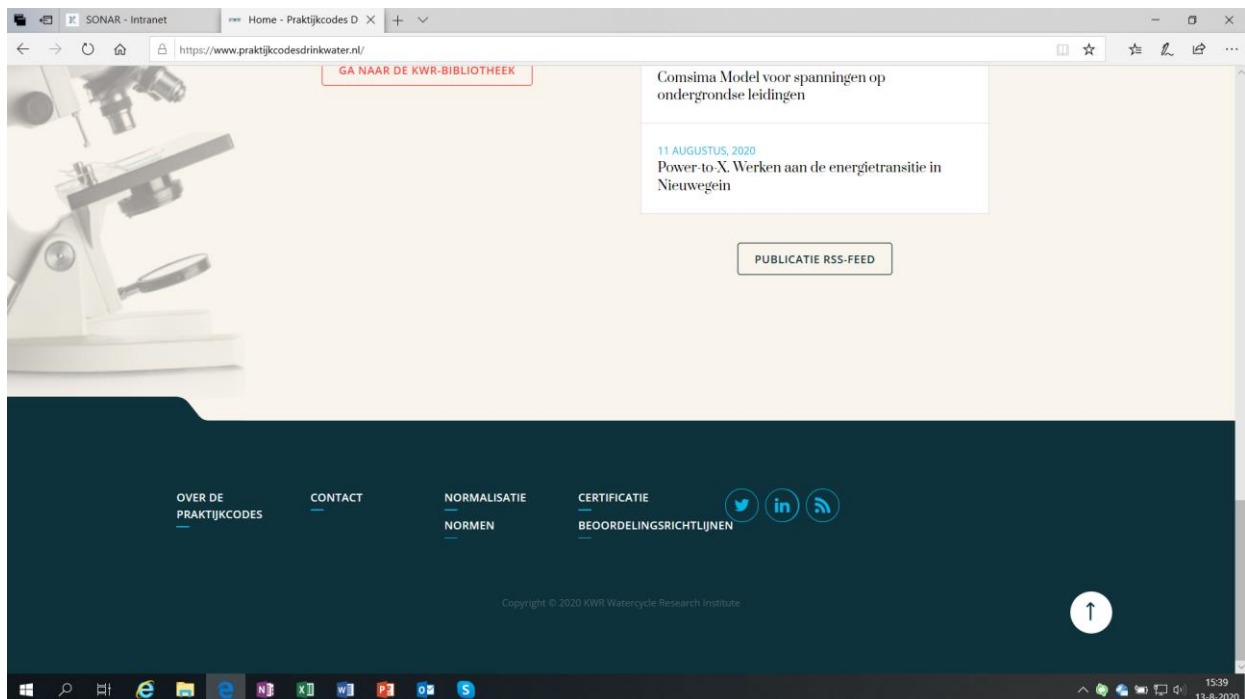 SONAR - Intranet
KWR
Home - Praktijkcodes D
https://www.praktijkcodesdrinkwater.nl/
GA NAAR DE KWR-BIBLIOTHEEK
Comsima Model voor spanningen op
ondergrondse leidingen
11 AUGUSTUS, 2020
Power-to-X. Werken aan de energietransitie in
Nieuwegein
PUBLICATIE RSS-FEED
OVER DE
PRAKTIJKCODES
CONTACT
NORMALISATIE
NORMEN
CERTIFICATIE
BEOORDELINGSRICHTLIJNEN
in
Copyright © 2020 KWR Watercycle Research Institute
15:39
13-8-2020